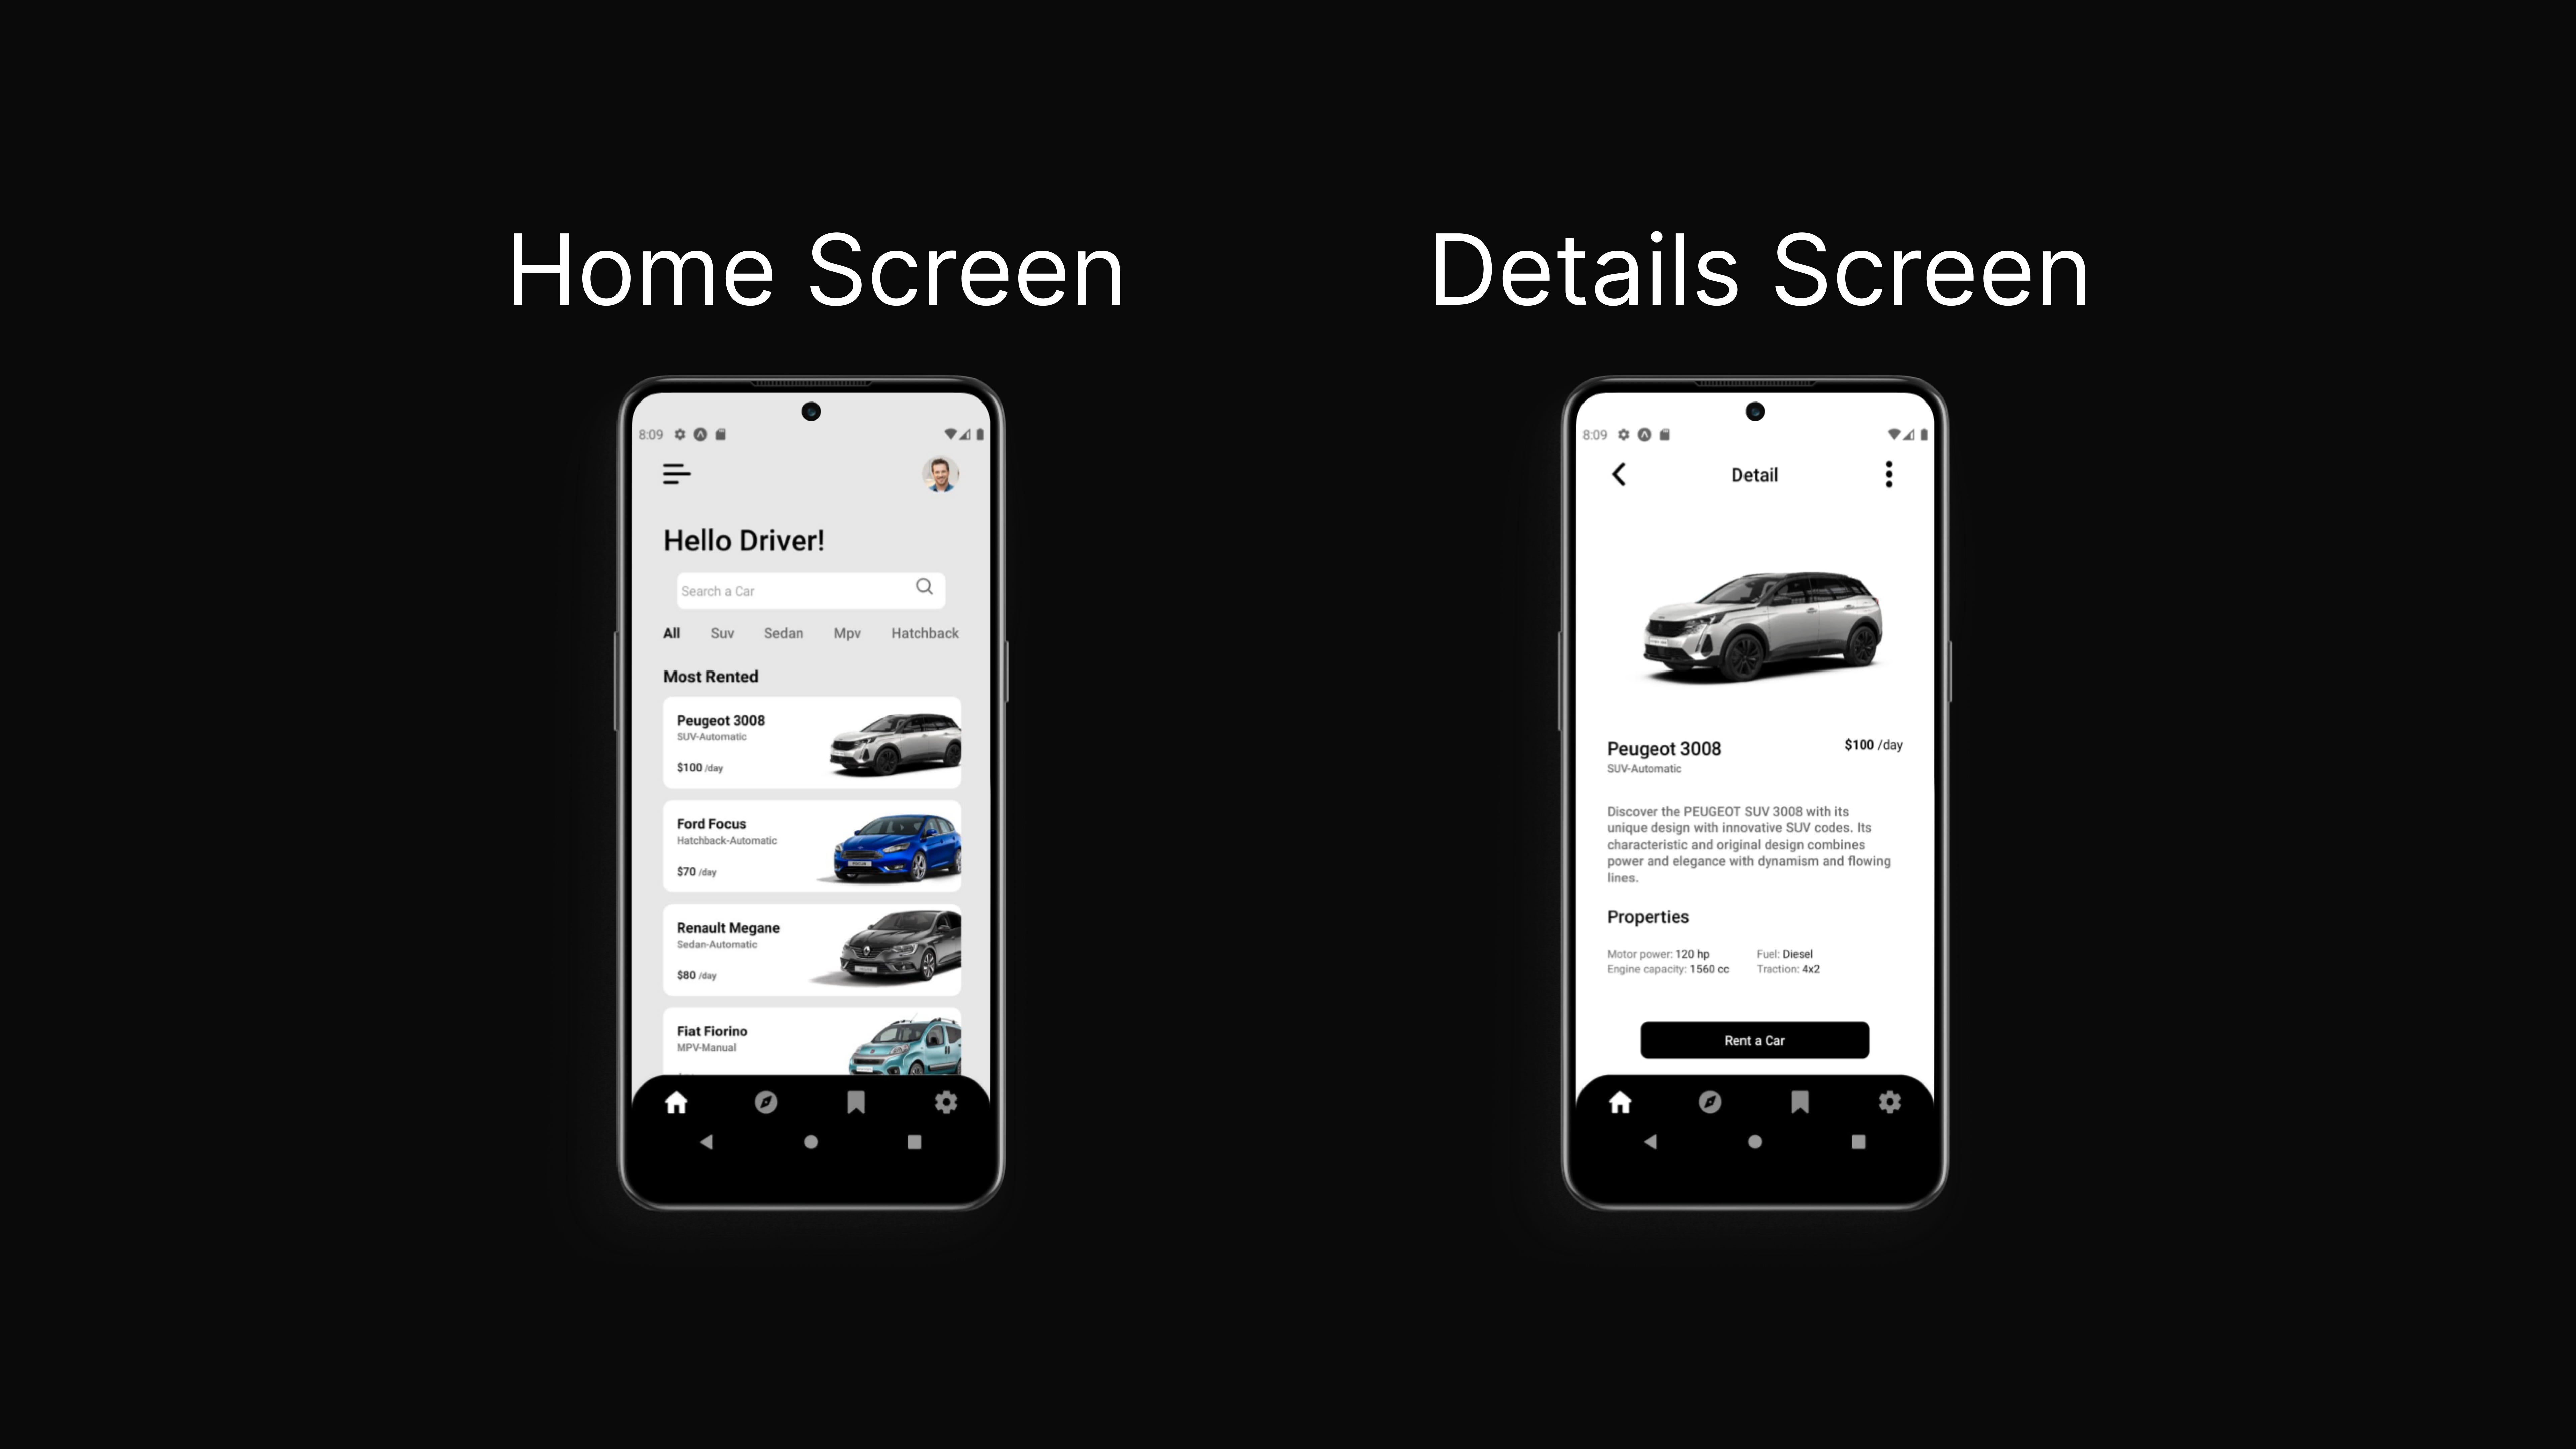 Home Screen
8:09
Hello Driver!
Search a Car
All Suv Sedan Mpv Hatchback
Most Rented
Peugeot 3008
SUV-Automatic
$100 /day
Ford Focus
Hatchback-Automatic
$70 /day
Renault Megane
Sedan-Automatic
$80 /day
Fiat Fiorino
MPV-Manual
Details Screen
8:09
Detail
Peugeot 3008
$100 /day
SUV-Automatic
Discover the PEUGEOT SUV 3008 with its
unique design with innovative SUV codes. Its
characteristic and original design combines
power and elegance with dynamism and flowing
lines.
Properties
Motor power: 120 hp Fuel: Diesel
Engine capacity: 1560 cc Traction: 4x2
Rent a Car